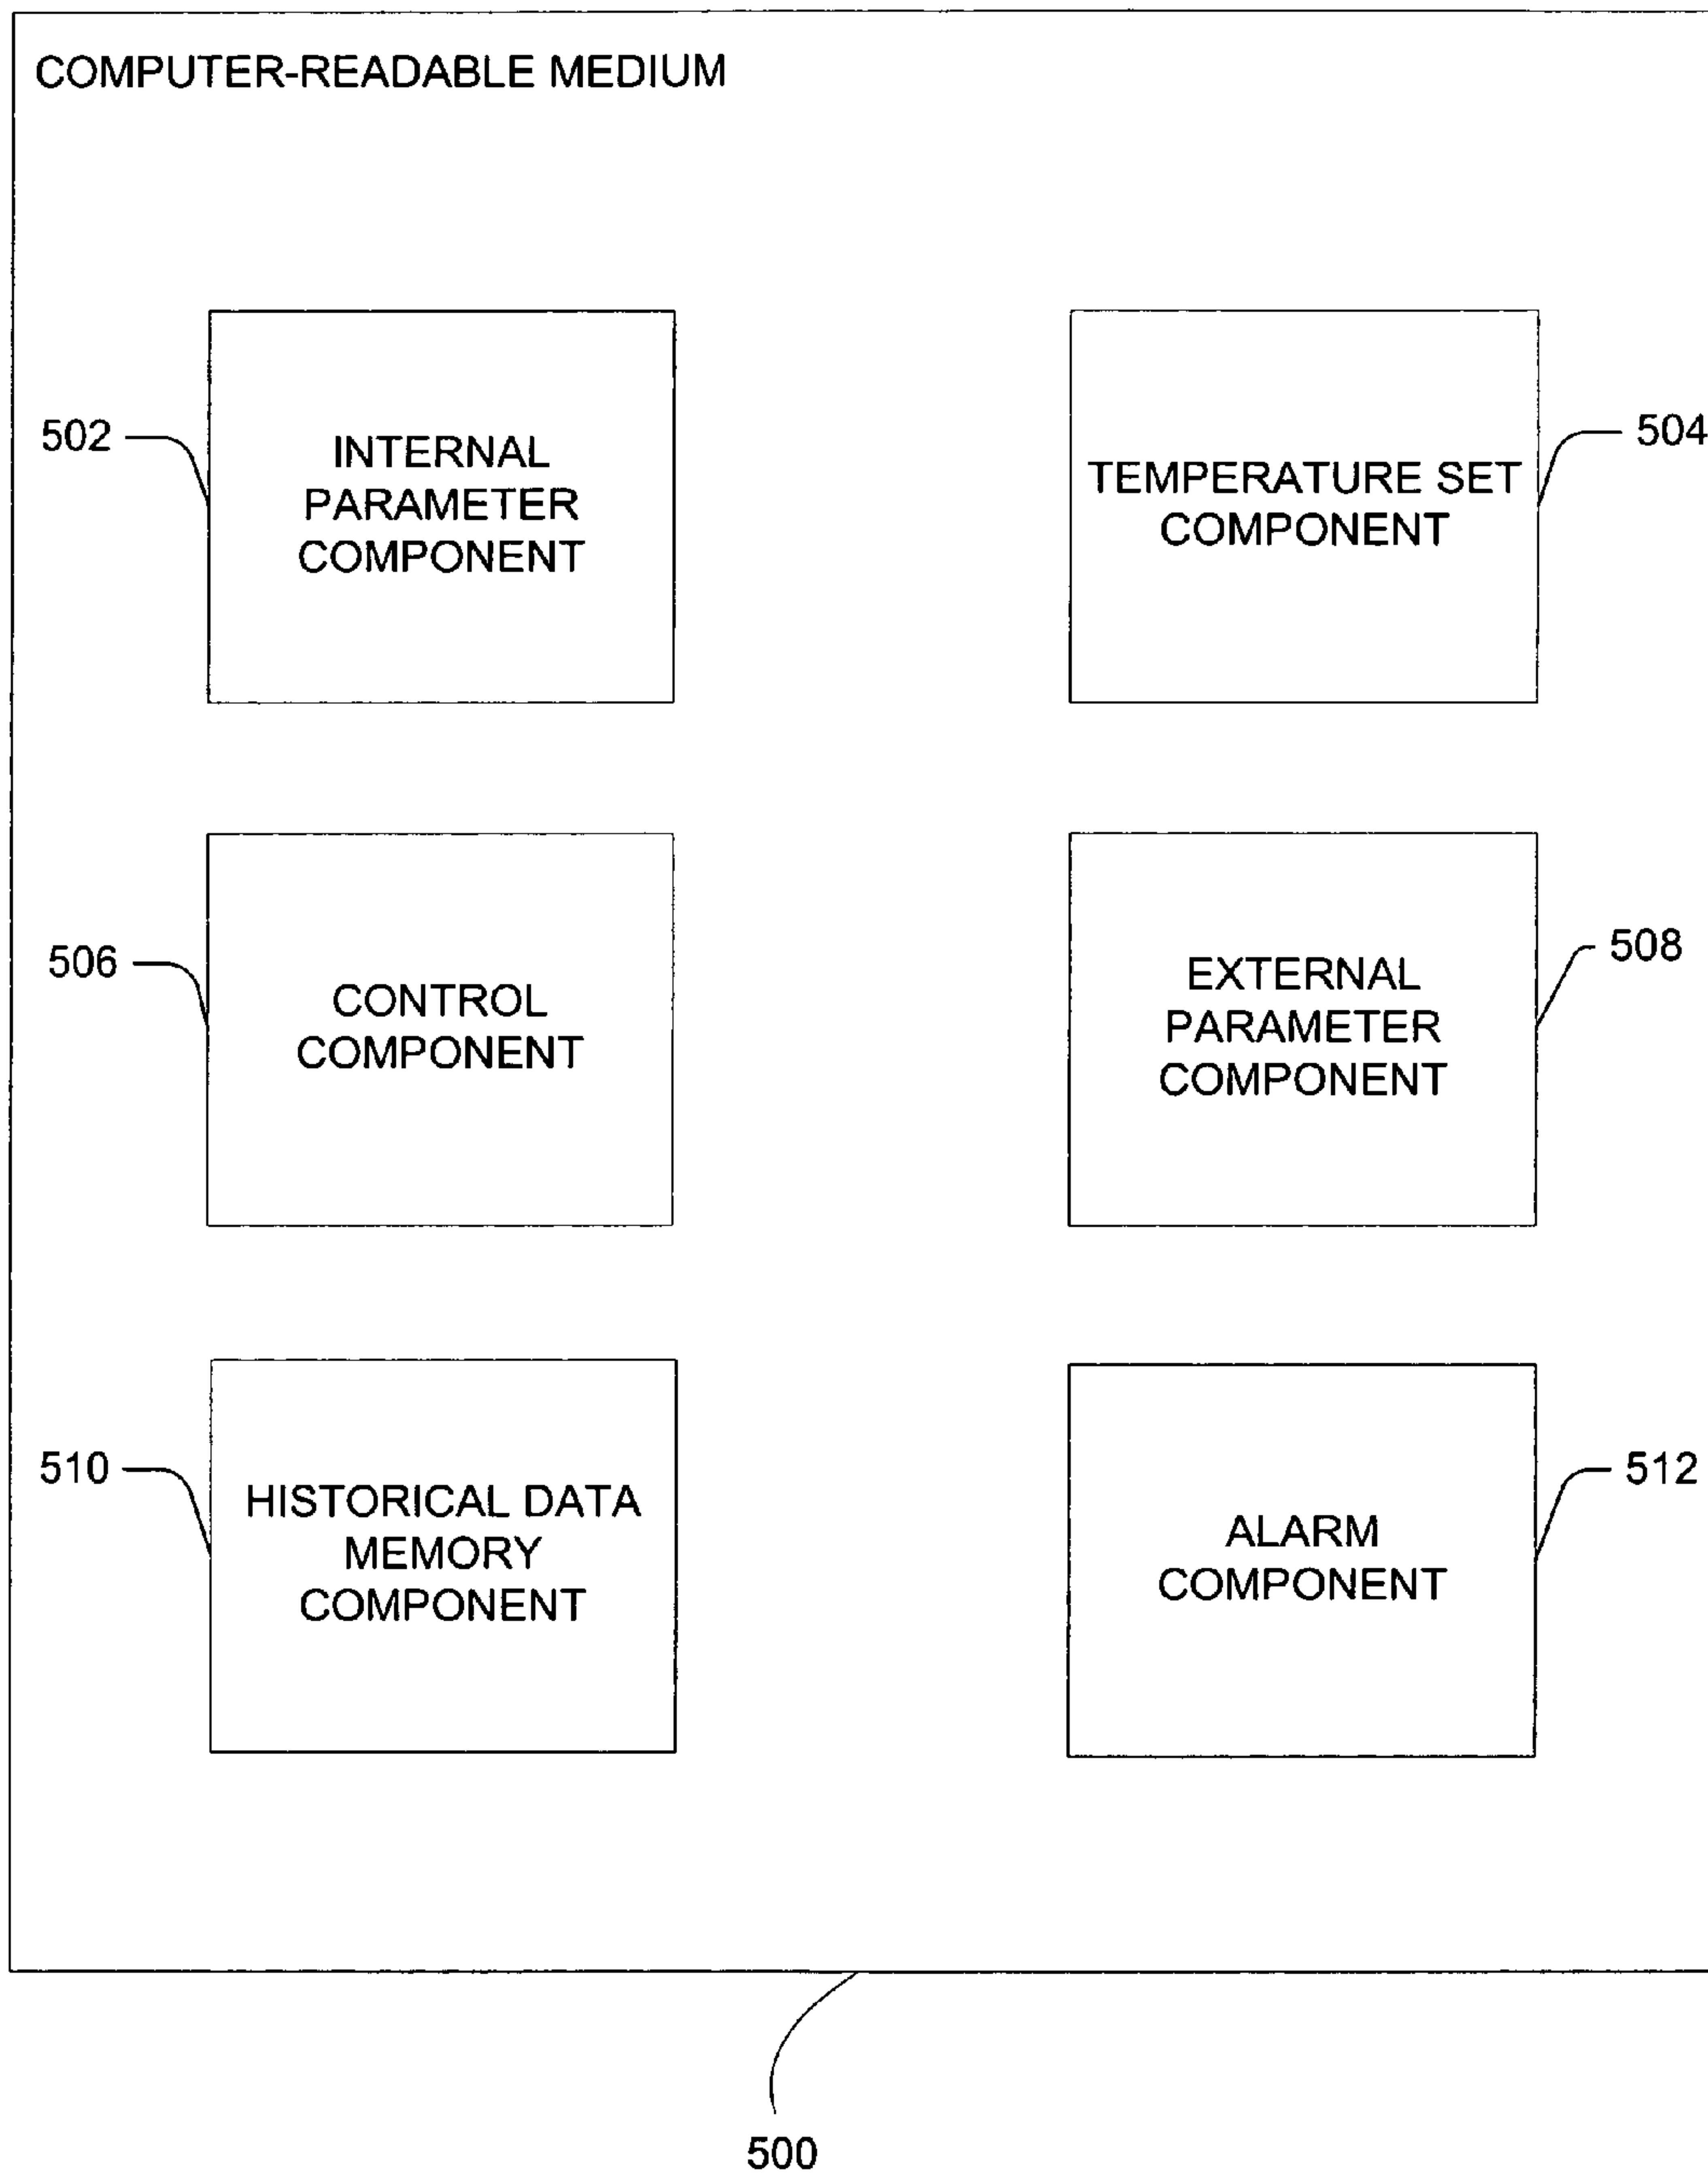 COMPUTER-READABLE MEDIUM
502
INTERNAL
PARAMETER
COMPONENT
504
TEMPERATURE SET
COMPONENT
506
CONTROL
COMPONENT
508
EXTERNAL
PARAMETER
COMPONENT
510
HISTORICAL DATA
MEMORY
COMPONENT
512
ALARM
COMPONENT
500